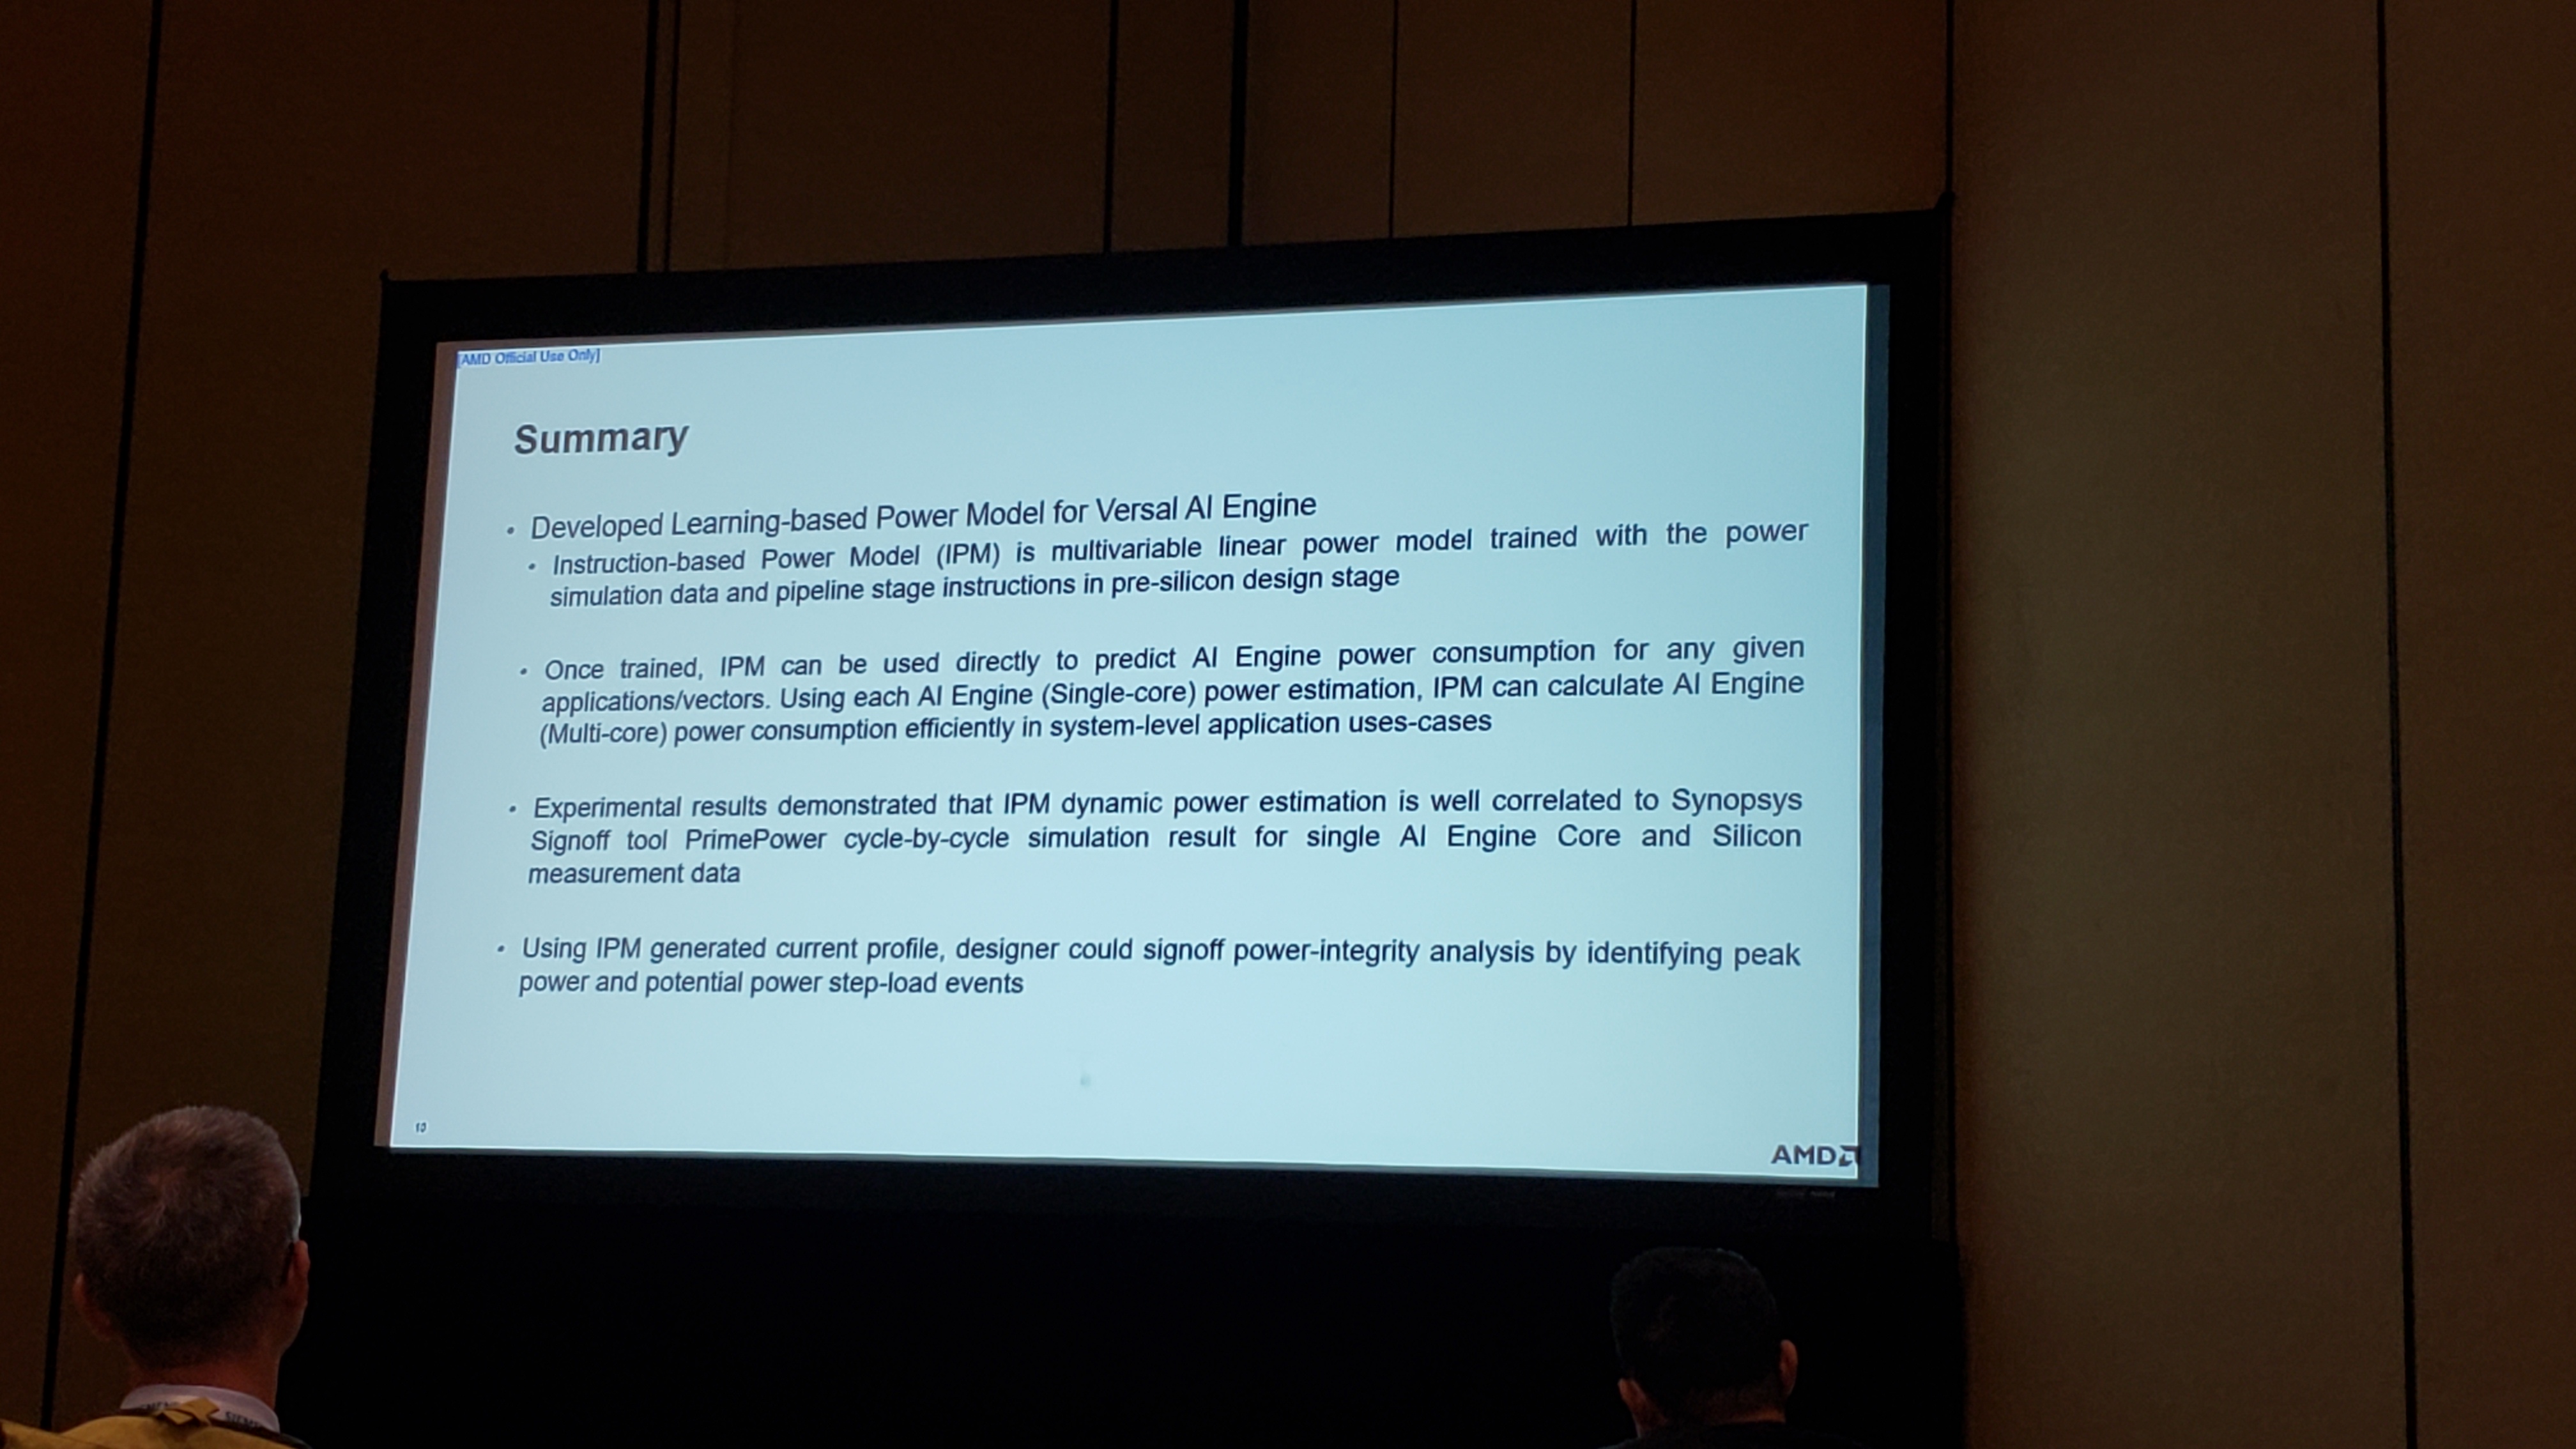 [AMD Official Use Only]
Summary
• Developed Learning-based Power Model for Versal AI Engine
• Instruction-based Power Model (IPM) is multivariable linear power model trained with the power
simulation data and pipeline stage instructions in pre-silicon design stage
• Once trained, IPM can be used directly to predict AI Engine power consumption for any given
applications/vectors. Using each AI Engine (Single-core) power estimation, IPM can calculate AI Engine
(Multi-core) power consumption efficiently in system-level application uses-cases
• Experimental results demonstrated that IPM dynamic power estimation is well correlated to Synopsys
Signoff tool PrimePower cycle-by-cycle simulation result for single AI Engine Core and Silicon
measurement data
• Using IPM generated current profile, designer could signoff power-integrity analysis by identifying peak
power and potential power step-load events
10
AMD